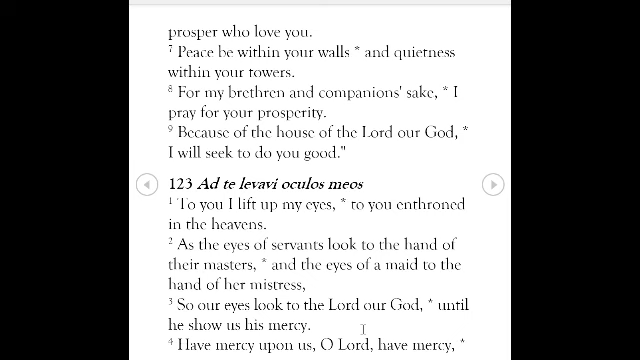 prosper who love you.
7 Peace be within your walls * and quietness
within your towers.
8 For my brethren and companions' sake, * I
pray for your prosperity.
9 Because of the house of the Lord our God, *
I will seek to do you good."
123 Ad te levavi oculos meos
1 To you I lift up my eyes, * to you enthroned
in the heavens.
2 As the eyes of servants look to the hand of
their masters, * and the eyes of a maid to the
hand of her mistress,
3 So our eyes look to the Lord our God, * until
he show us his mercy.
4 Have mercy upon us, O Lord, have mercy, *